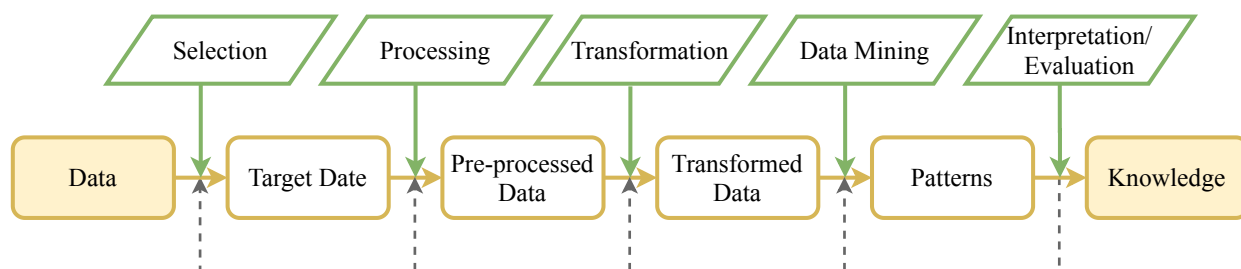 Selection
Processing
Transformation
Data Mining
Interpretation/
Evaluation
Data
Target Date
Pre-processed
Data
Transformed
Data
Patterns
Knowledge